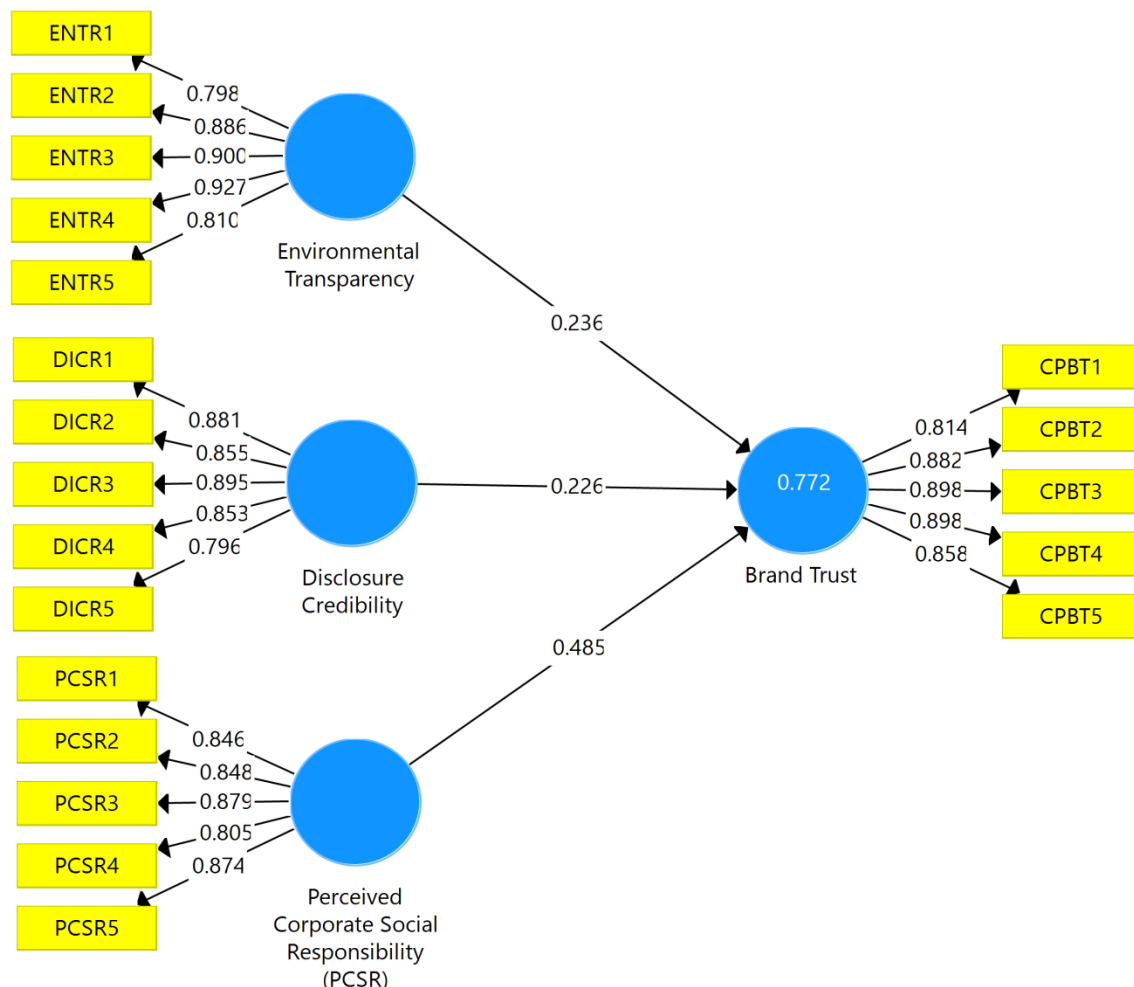 ENTR1
ENTR2
ENTR3
ENTR4
ENTR5
0.798
0.886
0.900
0.927
0.810
Environmental
Transparency
0.236
DICR1
DICR2
DICR3
DICR4
DICR5
0.881
0.855
0.895
0.853
0.796
Disclosure
Credibility
0.226
PCSR1
PCSR2
PCSR3
PCSR4
PCSR5
0.846
0.848
0.879
0.805
0.874
Perceived
Corporate Social
Responsibility
(PCSR)
0.485
0.772
Brand Trust
0.814
0.882
0.898
0.898
0.858
CPBT1
CPBT2
CPBT3
CPBT4
CPBT5